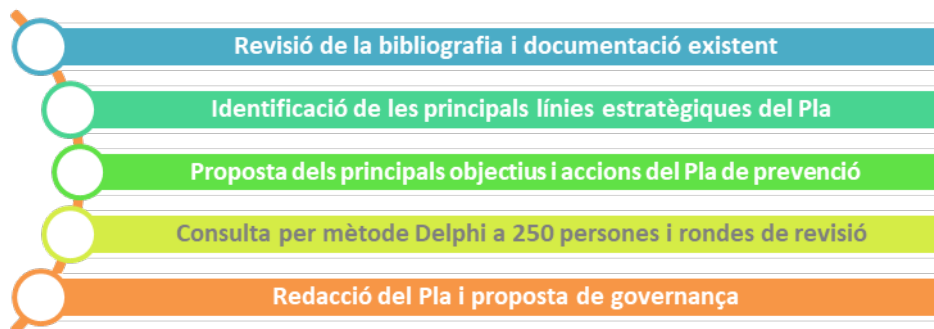 Revisió de la bibliografia i documentació existent
Identificació de les principals línies estratègiques del Pla
Proposta dels principals objectius i accions del Pla de prevenció
Consulta per mètode Delphi a 250 persones i rondes de revisió
Redacció del Pla i proposta de governança